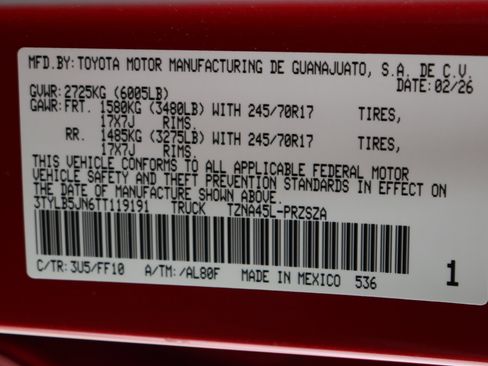 MFD.BY:TOYOTA MOTOR MANUFACTURING DE GUANAJUATO, S.A. DE C.V.
DATE:02/26
GVWR:2725KG (6005LB)
GAWR:FRT. 1580KG (3480LB) WITH 245/70R17 TIRES,
17X7J RIMS.
RR. 1485KG (3275LB) WITH 245/70R17 TIRES,
17X7J RIMS.
THIS VEHICLE CONFORMS TO ALL APPLICABLE FEDERAL MOTOR
VEHICLE SAFETY AND THEFT PREVENTION STANDARDS IN EFFECT ON
THE DATE OF MANUFACTURE SHOWN ABOVE.
3TYLB5JN6TT119191 TRUCK TZNA45L-PRZSZA
C/TR:3U5/FF10 A/TM:/AL80F MADE IN MEXICO 536 1